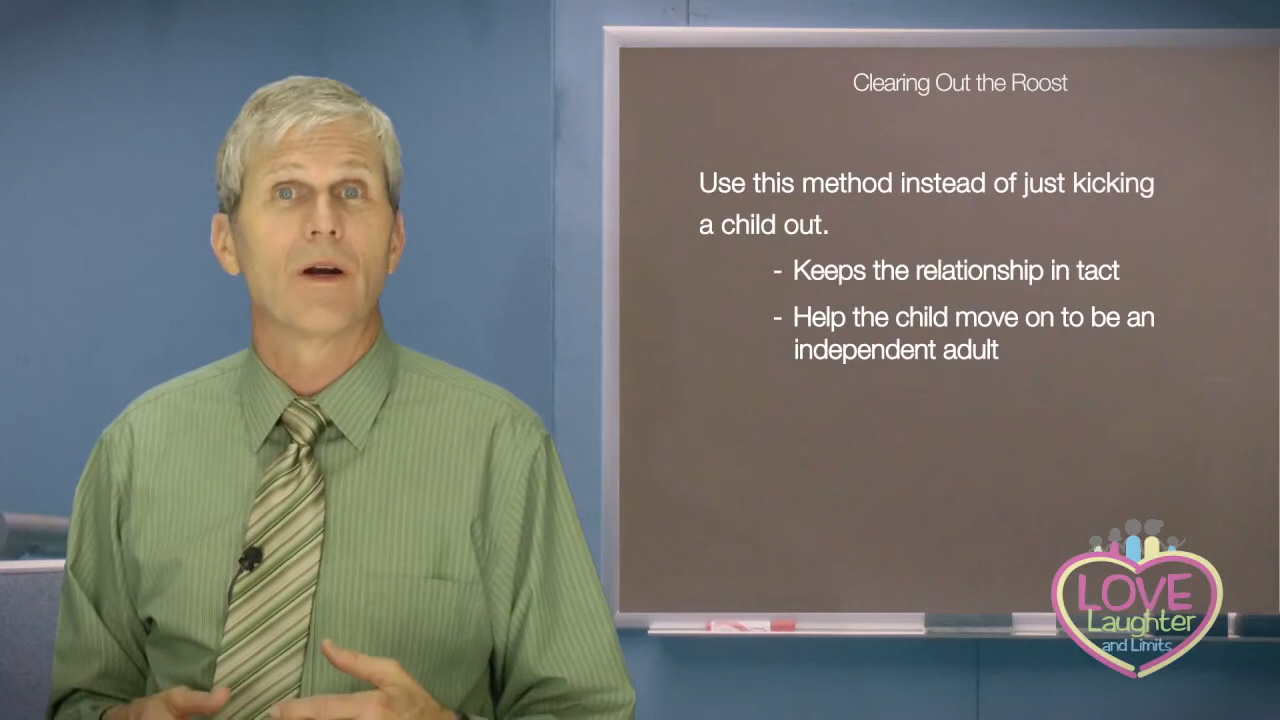 Clearing Out the Roost
Use this method instead of just kicking
a child out.
- Keeps the relationship in tact
- Help the child move on to be an
independent adult
LOVE
Laughter
and Limits